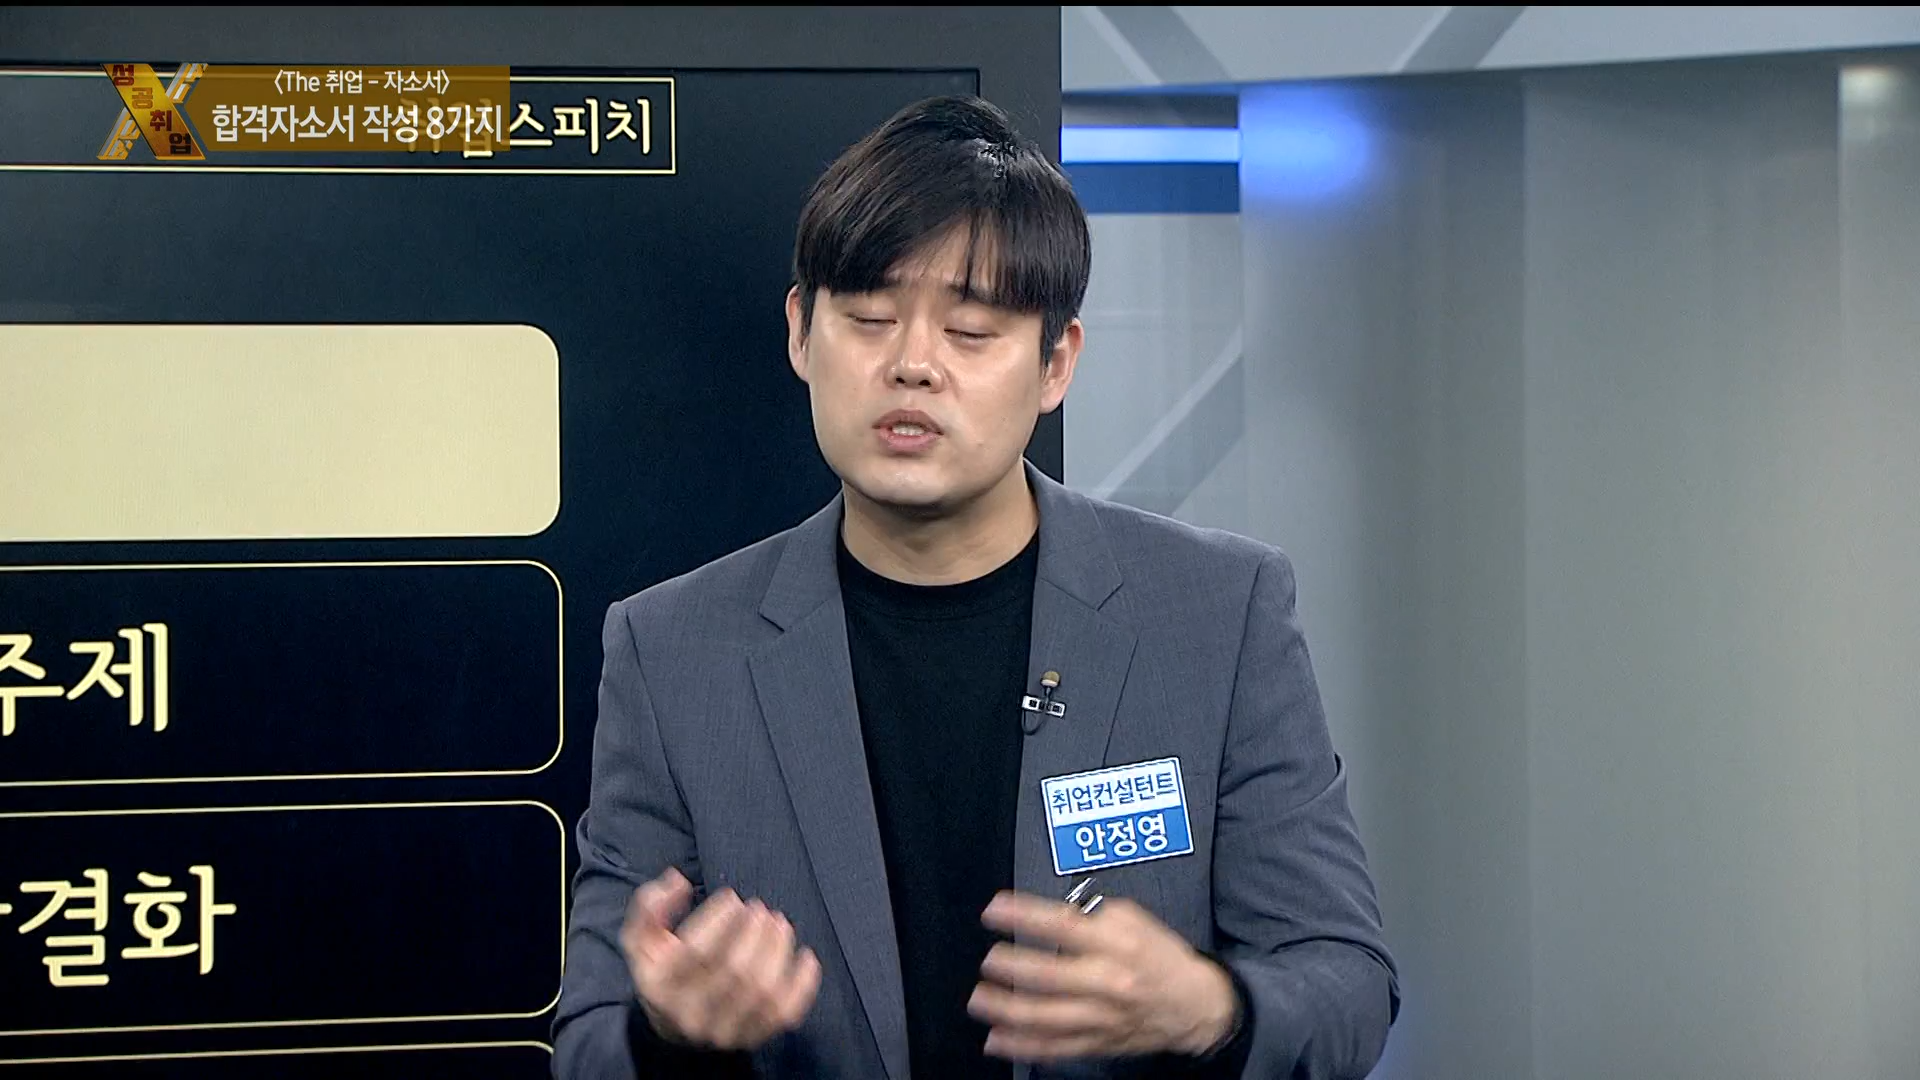 성공취업
〈The 취업 – 자소서〉
합격자소서 작성 8가지
스피치
주제
결화
취업컨설턴트
안정영